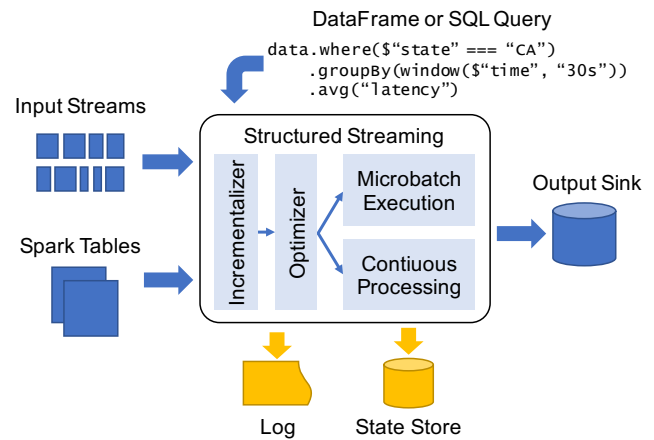 DataFrame or SQL Query
data.where($“state” === “CA”)
.groupBy(window($“time”, “30s”))
.avg(“latency”)
Input Streams
Structured Streaming
Incrementalizer
Optimizer
Microbatch
Execution
Contiuous
Processing
Output Sink
Spark Tables
Log
State Store